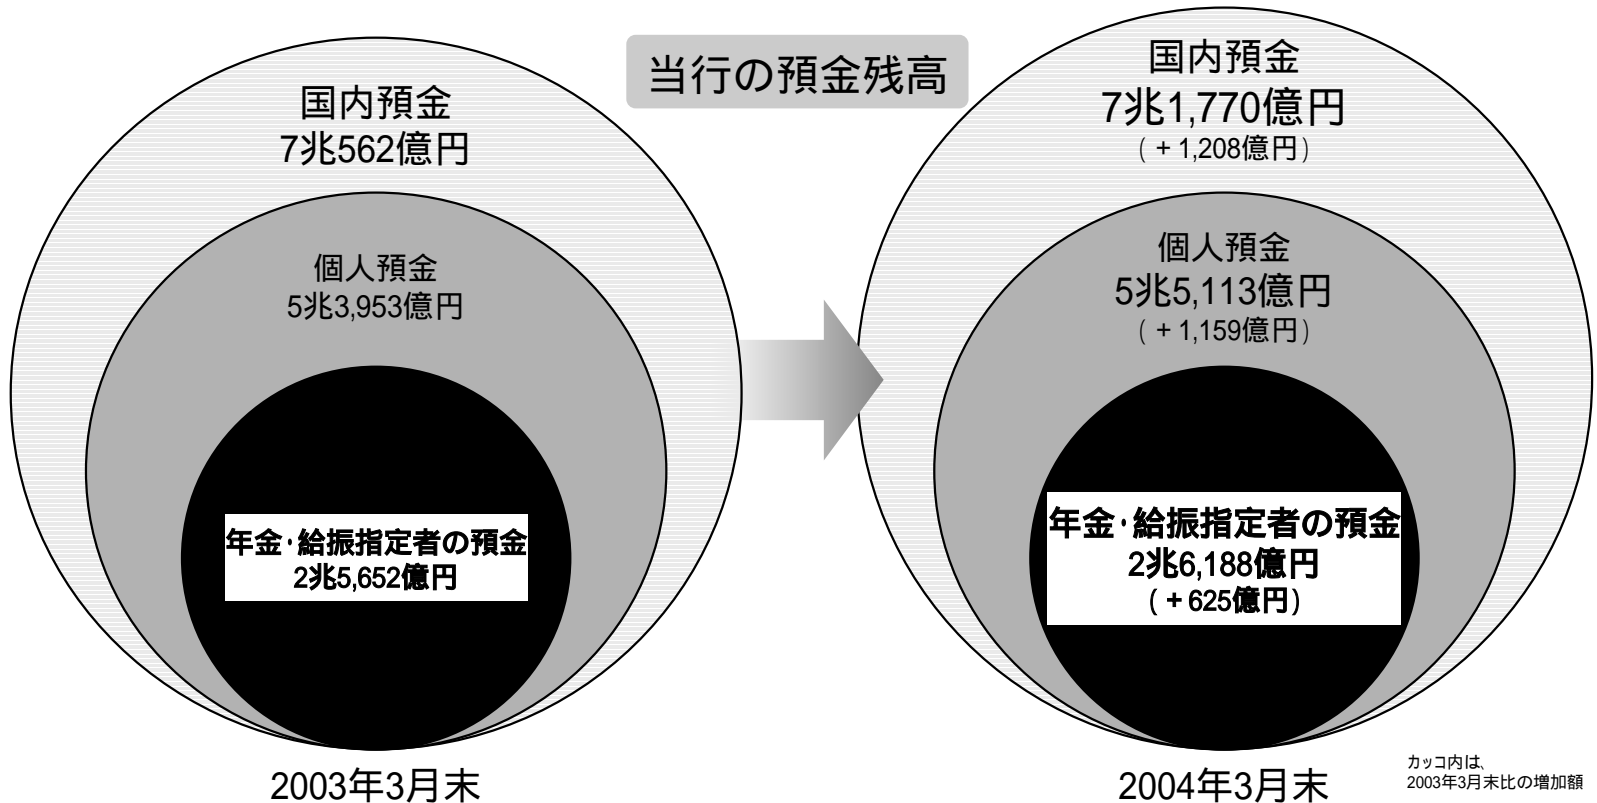 当行の預金残高
国内預金
7兆562億円
個人預金
5兆3,953億円
年金･給振指定者の預金
2兆5,652億円
2003年3月末
国内預金
7兆1,770億円
(+1,208億円)
個人預金
5兆5,113億円
(+1,159億円)
年金･給振指定者の預金
2兆6,188億円
(+625億円)
2004年3月末
カッコ内は、
2003年3月末比の増加額